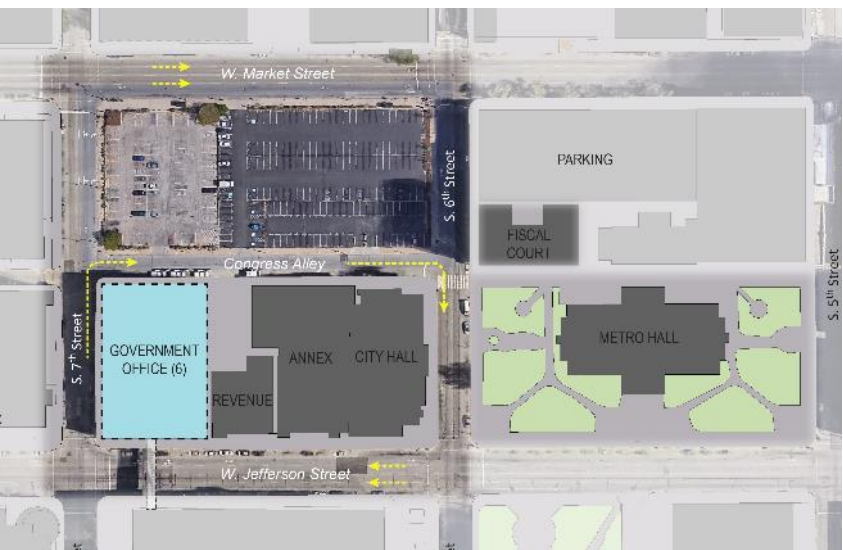 W. Market Street
PARKING
S. 6th Street
FISCAL
COURT
Congress Alley
S. 5th Street
S. 7th Street
GOVERNMENT
OFFICE (6)
REVENUE
ANNEX
CITY HALL
METRO HALL
W. Jefferson Street